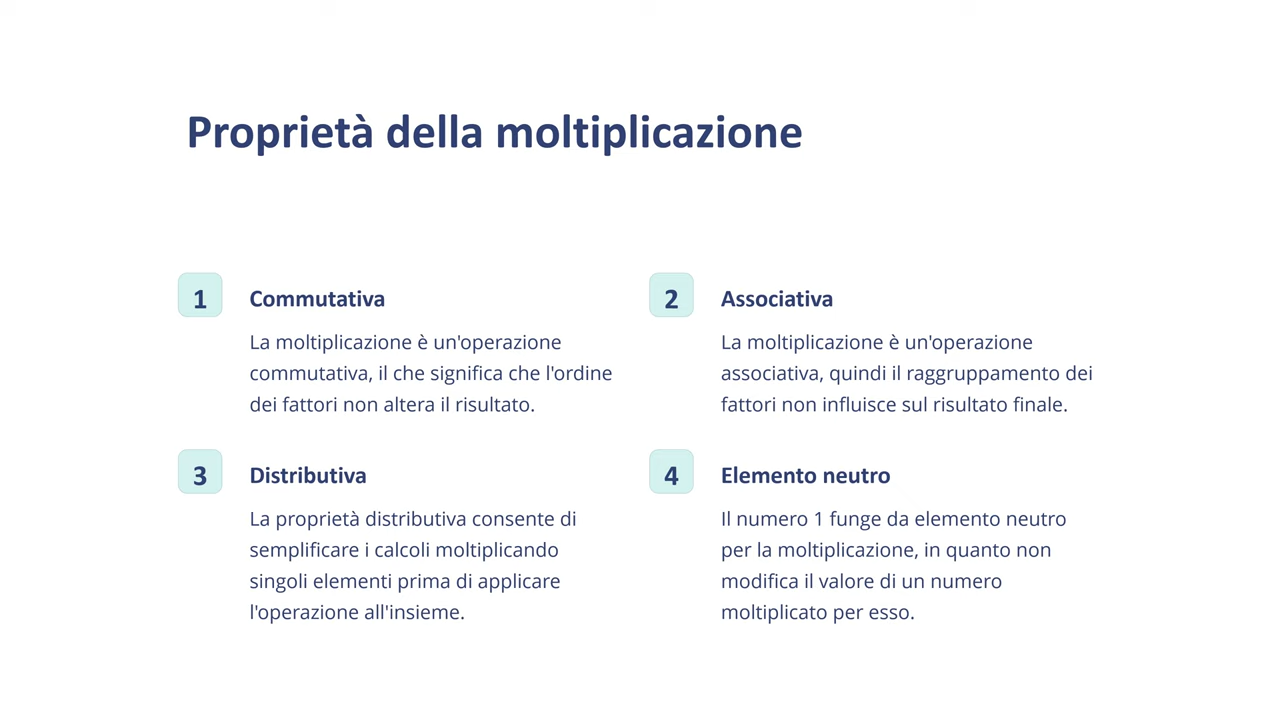 Proprietà della moltiplicazione
1
Commutativa
La moltiplicazione è un'operazione
commutativa, il che significa che l'ordine
dei fattori non altera il risultato.
2
Associativa
La moltiplicazione è un'operazione
associativa, quindi il raggruppamento dei
fattori non influisce sul risultato finale.
3
Distributiva
La proprietà distributiva consente di
semplificare i calcoli moltiplicando
singoli elementi prima di applicare
l'operazione all'insieme.
4
Elemento neutro
Il numero 1 funge da elemento neutro
per la moltiplicazione, in quanto non
modifica il valore di un numero
moltiplicato per esso.